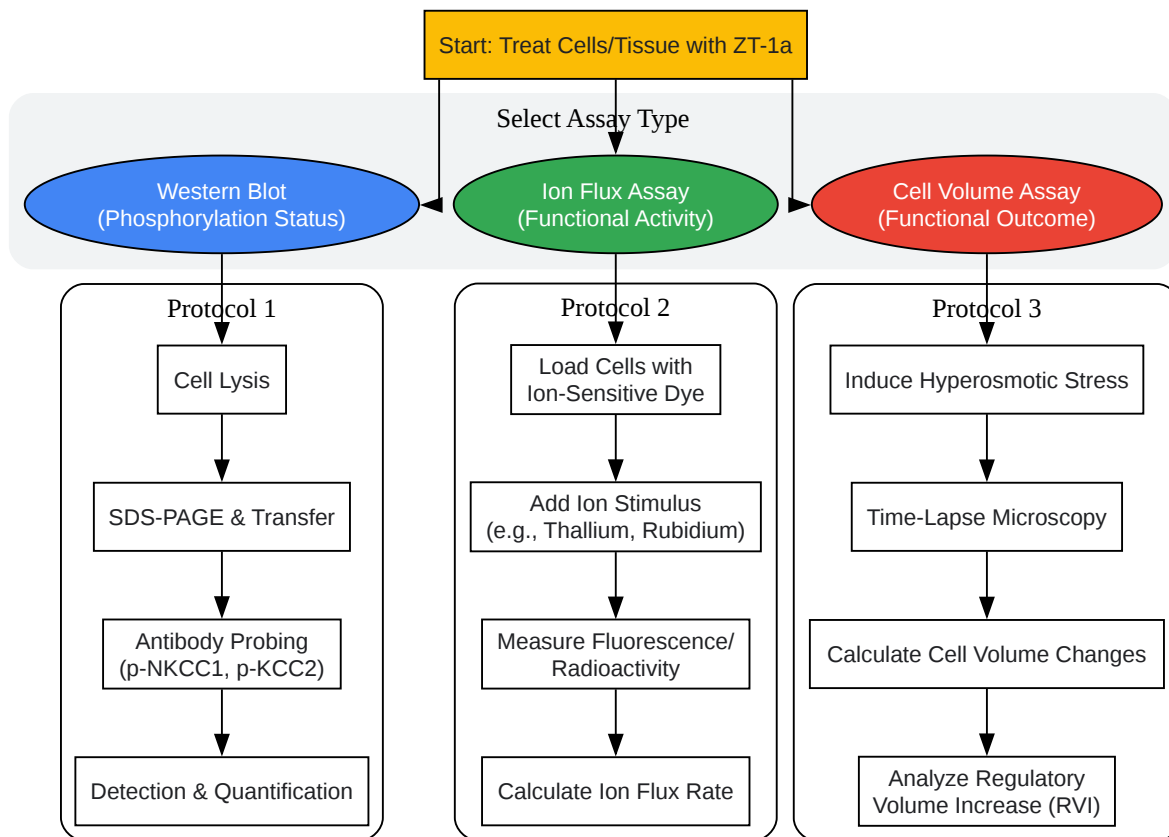 Start: Treat Cells/Tissue with ZT-1a
Select Assay Type
Western Blot
(Phosphorylation Status)
Ion Flux Assay
(Functional Activity)
Cell Volume Assay
(Functional Outcome)
Protocol 1
Cell Lysis
SDS-PAGE & Transfer
Antibody Probing
(p-NKCC1, p-KCC2)
Detection & Quantification
Protocol 2
Load Cells with
Ion-Sensitive Dye
Add Ion Stimulus
(e.g., Thallium, Rubidium)
Measure Fluorescence/
Radioactivity
Calculate Ion Flux Rate
Protocol 3
Induce Hyperosmotic Stress
Time-Lapse Microscopy
Calculate Cell Volume Changes
Analyze Regulatory
Volume Increase (RVI)